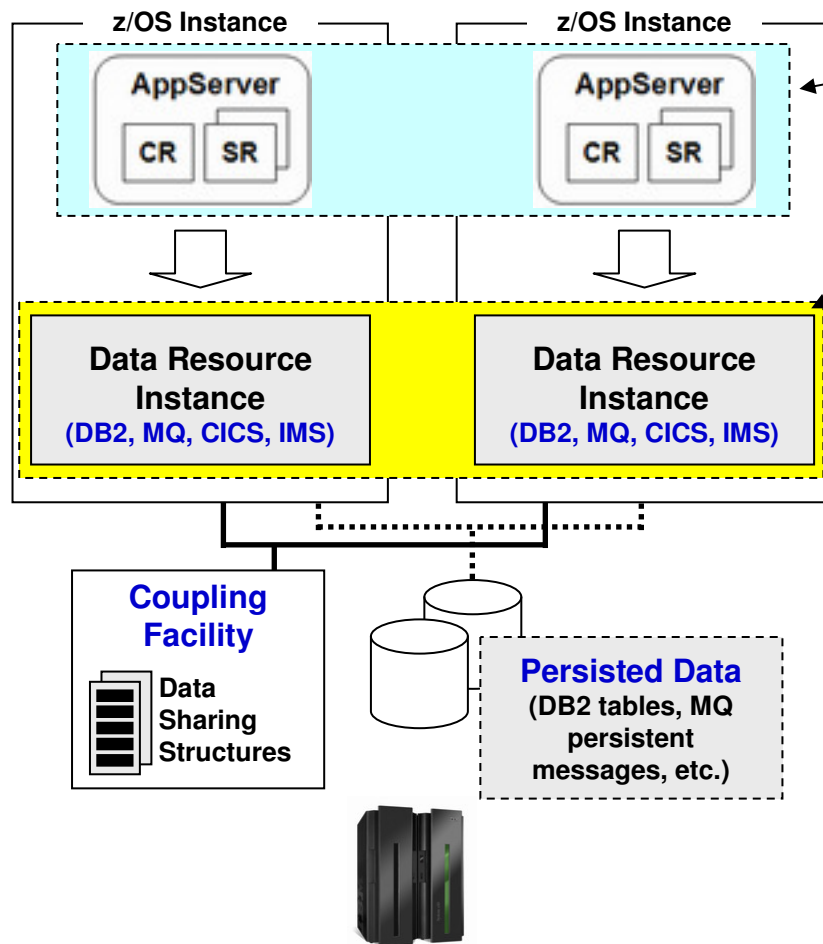 z/OS Instance
z/OS Instance
AppServer
CR
SR
AppServer
CR
SR
Data Resource
Instance
(DB2, MQ, CICS, IMS)
Data Resource
Instance
(DB2, MQ, CICS, IMS)
Coupling
Facility
Data
Sharing
Structures
Persisted Data
(DB2 tables, MQ
persistent
messages, etc.)